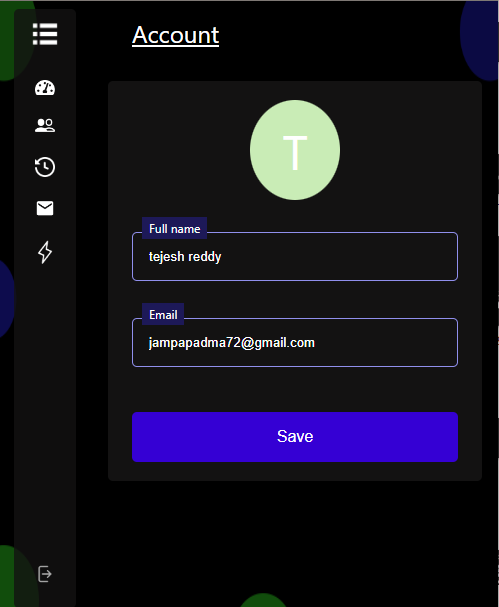 Account
T
Full name
tejesh reddy
Email
jampapadma72@gmail.com
Save